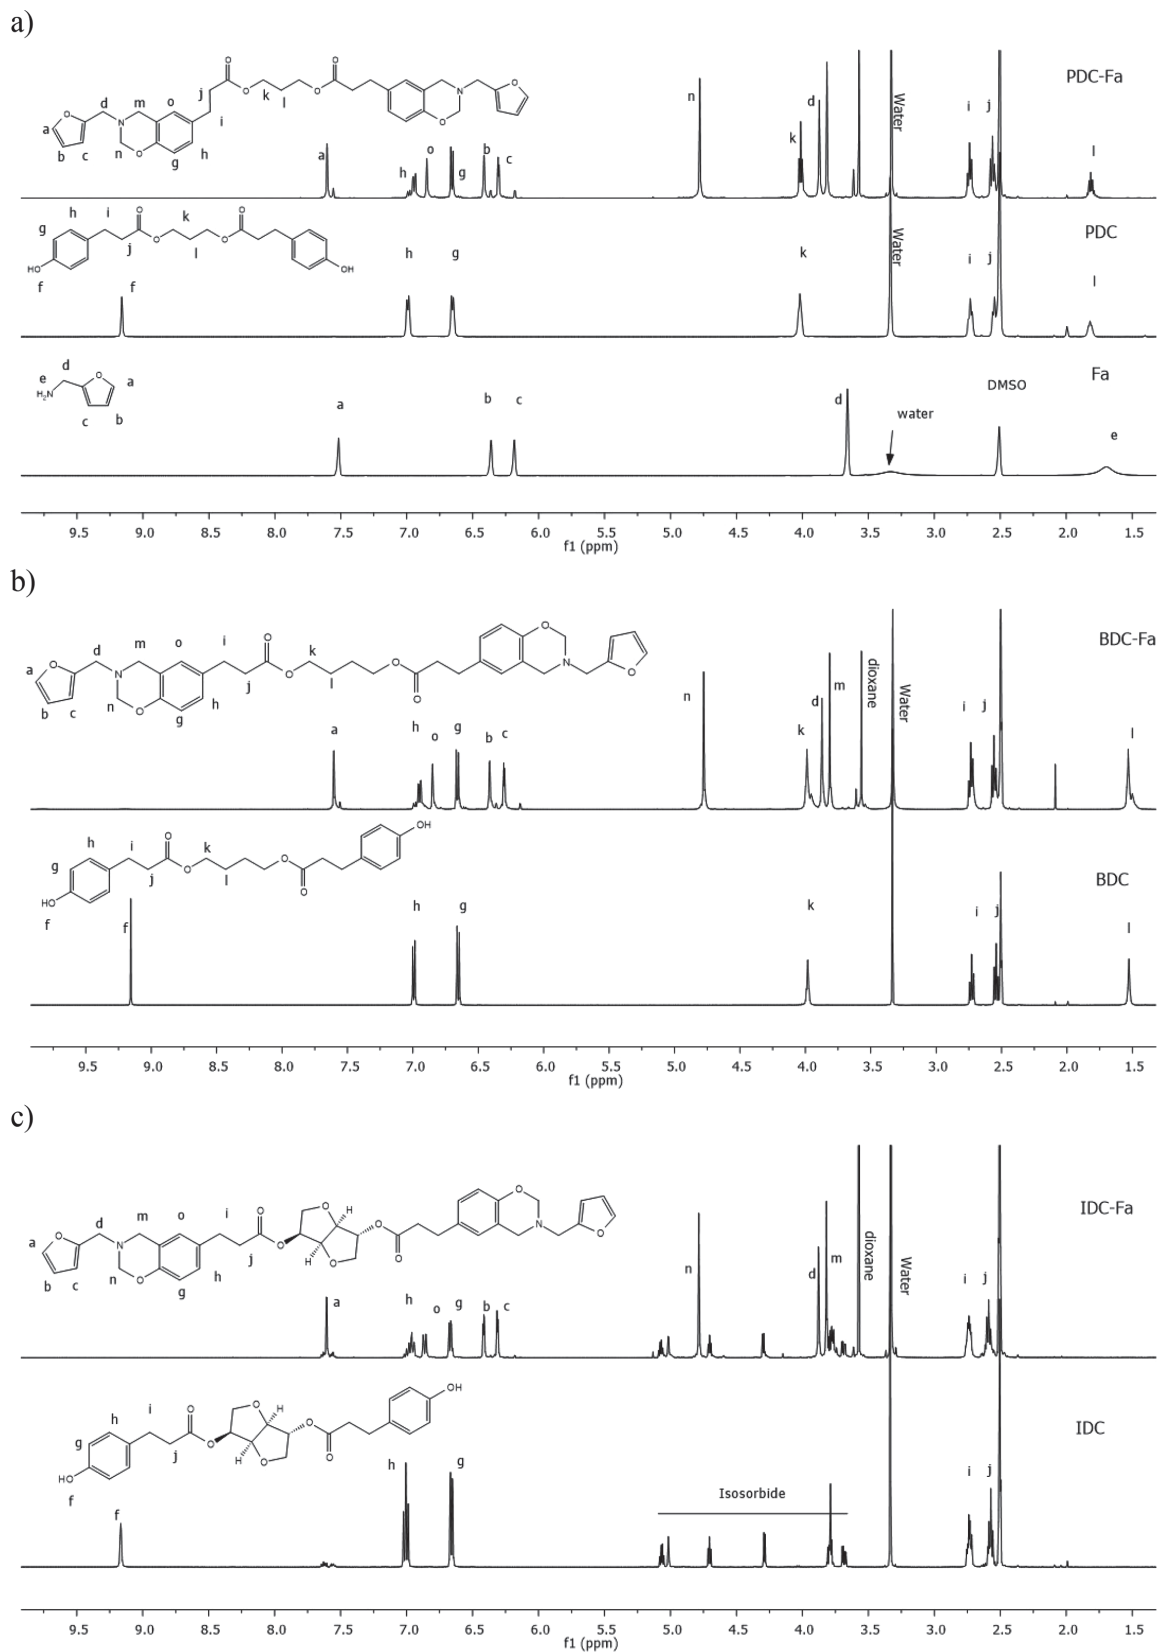 a)
PDC-Fa
O
O
O
O
O
N
O
O
N
O
a
b
c
d
n
m
o
g
h
i
j
k
l
a
h
o
g
b
c
n
k
d
Water
i
j
l
PDC
O
O
O
O
HO
OH
g
h
i
j
k
l
f
f
h
g
k
Water
i
j
l
Fa
H₂N
O
e
d
a
b
c
a
b
c
d
water
DMSO
e
9.5 9.0 8.5 8.0 7.5 7.0 6.5 6.0 5.5 5.0 4.5 4.0 3.5 3.0 2.5 2.0 1.5
f1 (ppm)
b)
BDC-Fa
O
N
O
O
O
O
O
O
N
O
a
b
c
d
n
m
o
g
h
i
j
k
l
a
h
o
g
b
c
n
k
d
m
dioxane
Water
i
j
l
BDC
HO
O
O
O
O
OH
g
h
i
j
k
l
f
f
h
g
k
i
j
l
9.5 9.0 8.5 8.0 7.5 7.0 6.5 6.0 5.5 5.0 4.5 4.0 3.5 3.0 2.5 2.0 1.5
f1 (ppm)
c)
IDC-Fa
O
N
O
O
O
O
H
H
O
O
O
O
N
O
a
b
c
d
n
m
o
g
h
i
j
a
h
o
g
b
c
n
d
m
dioxane
Water
i
j
IDC
HO
O
O
O
H
H
O
O
O
OH
g
h
i
j
f
f
h
g
Isosorbide
i
j
9.5 9.0 8.5 8.0 7.5 7.0 6.5 6.0 5.5 5.0 4.5 4.0 3.5 3.0 2.5 2.0 1.5
f1 (ppm)